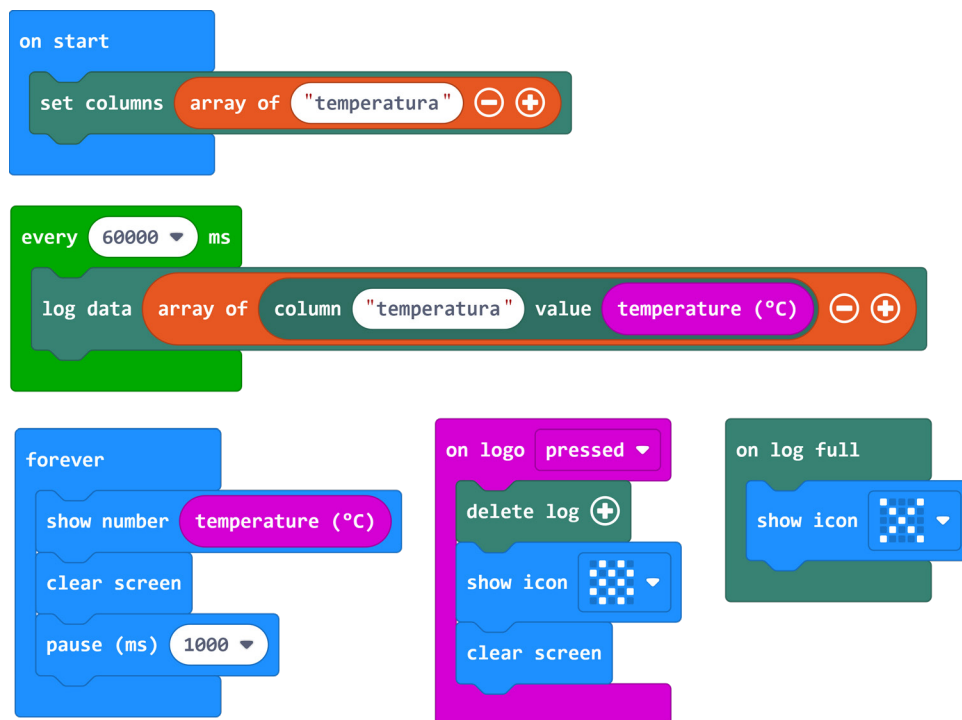 on start
set columns array of "temperatura"
every 60000 ms
log data array of column "temperatura" value temperature (°C)
forever
show number temperature (°C)
clear screen
pause (ms) 1000
on logo pressed
delete log
show icon
clear screen
on log full
show icon